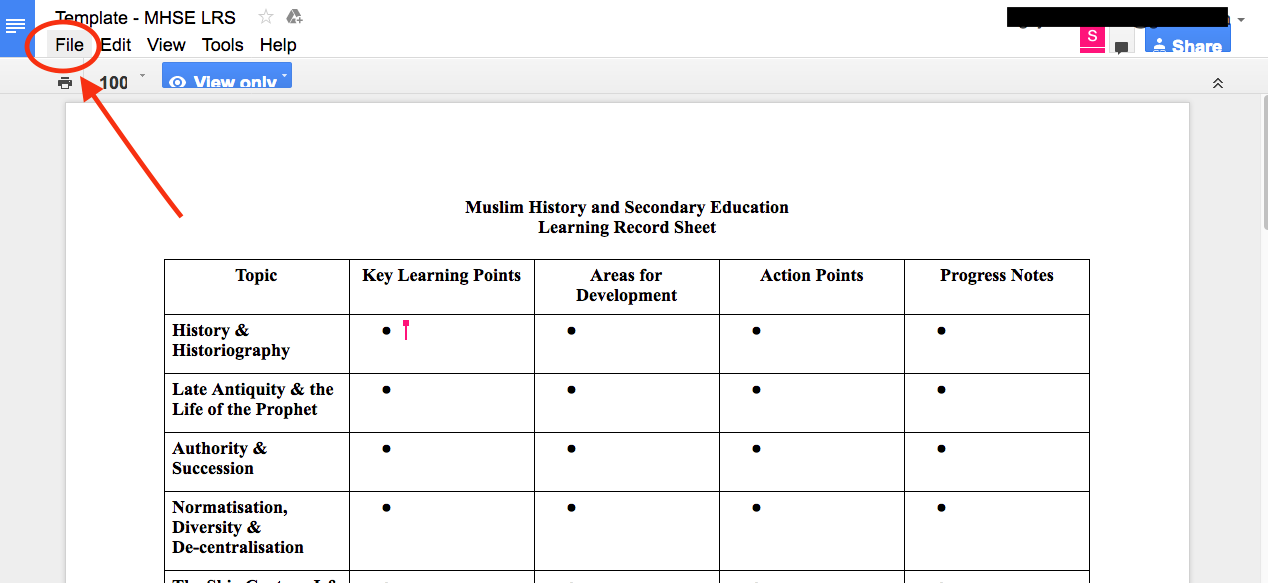 Template - MHSE LRS
File Edit View Tools Help
S
Share
100
View only
Muslim History and Secondary Education
Learning Record Sheet
Topic
Key Learning Points
Areas for
Development
Action Points
Progress Notes
History &
Historiography
Late Antiquity & the
Life of the Prophet
Authority &
Succession
Normatisation,
Diversity &
De-centralisation